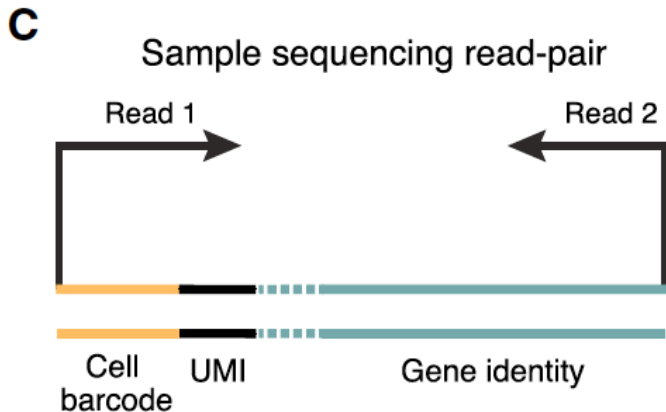 C
Sample sequencing read-pair
Read 1
Read 2
Cell
barcode
UMI
Gene identity